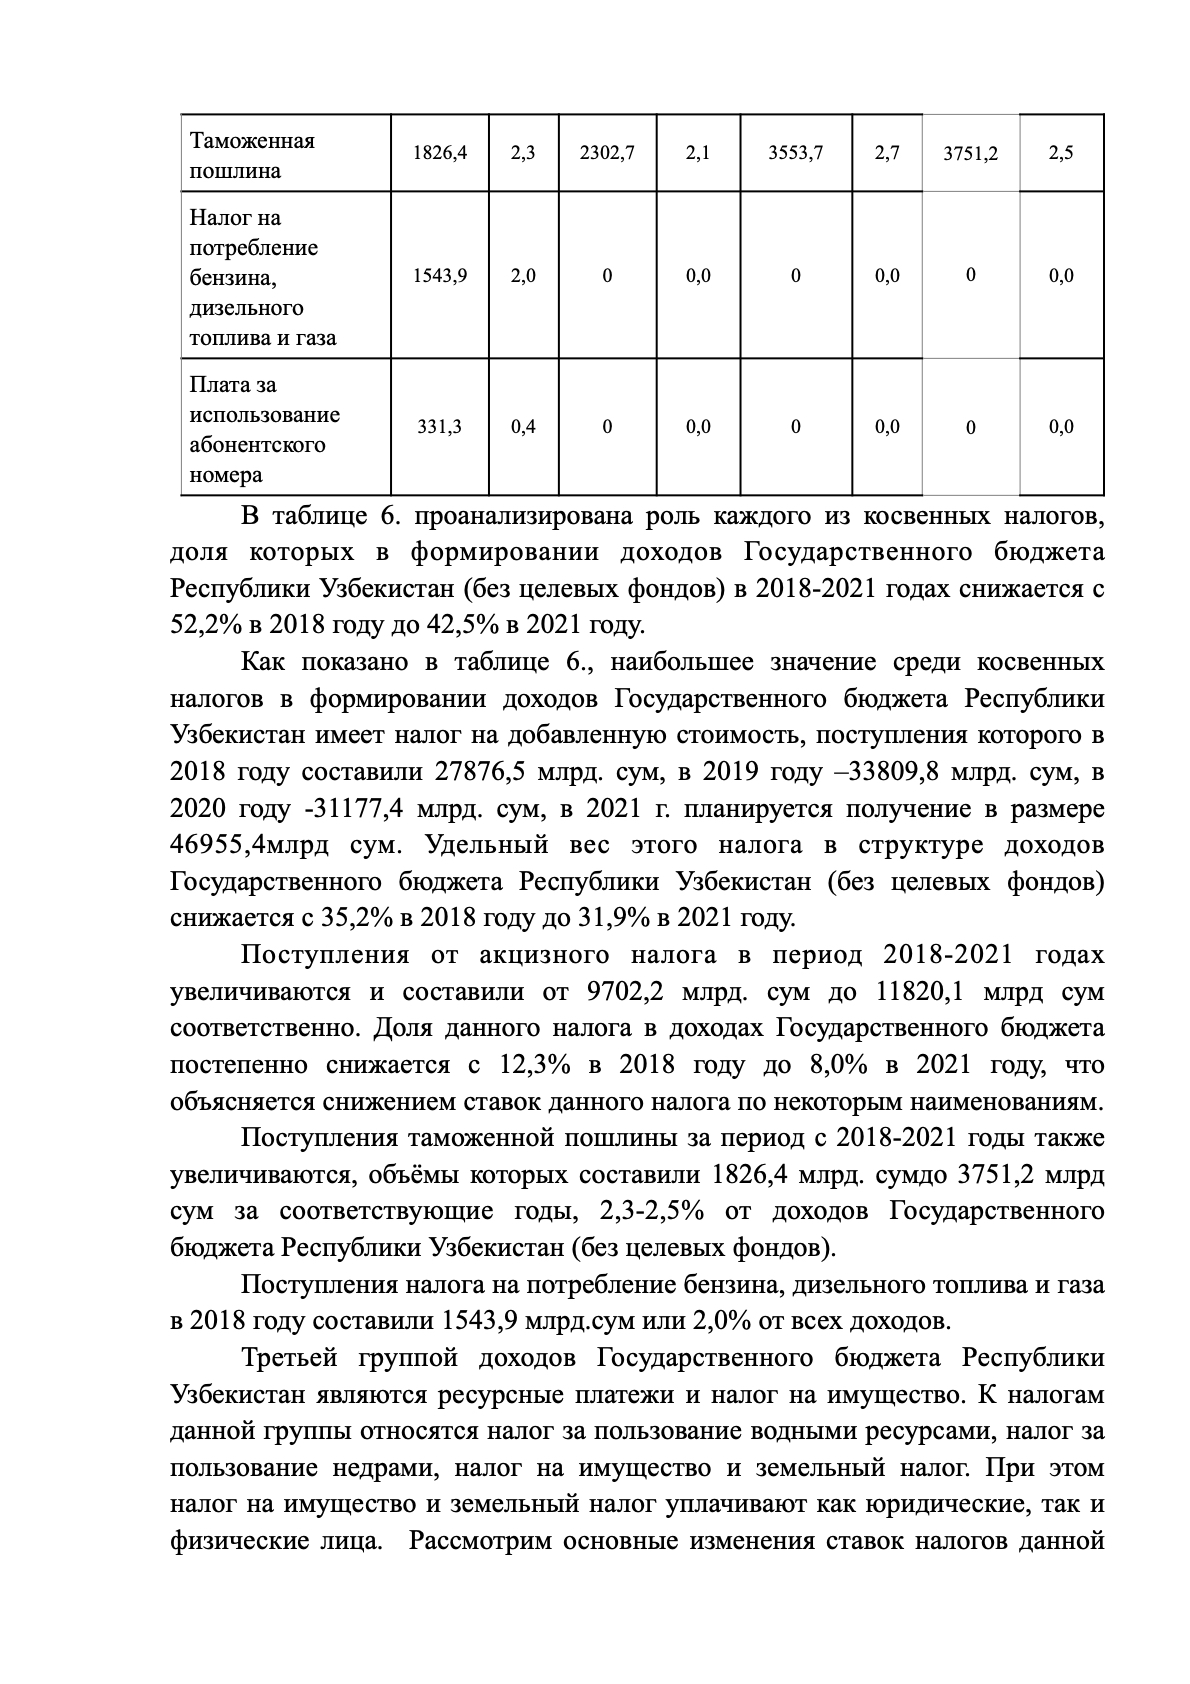 Таможенная
пошлина
1826,4 2,3 2302,7 2,1 3553,7 2,7 3751,2 2,5
Налог на
потребление
бензина,
дизельного
топлива и газа
1543,9 2,0 0 0,0 0 0,0 0 0,0
Плата за
использование
абонентского
номера
331,3 0,4 0 0,0 0 0,0 0 0,0
В таблице 6. проанализирована роль каждого из косвенных налогов,
доля которых в формировании доходов Государственного бюджета
Республики Узбекистан (без целевых фондов) в 2018-2021 годах снижается с
52,2% в 2018 году до 42,5% в 2021 году.
Как показано в таблице 6., наибольшее значение среди косвенных
налогов в формировании доходов Государственного бюджета Республики
Узбекистан имеет налог на добавленную стоимость, поступления которого в
2018 году составили 27876,5 млрд. сум, в 2019 году –33809,8 млрд. сум, в
2020 году -31177,4 млрд. сум, в 2021 г. планируется получение в размере
46955,4млрд сум. Удельный вес этого налога в структуре доходов
Государственного бюджета Республики Узбекистан (без целевых фондов)
снижается с 35,2% в 2018 году до 31,9% в 2021 году.
Поступления от акцизного налога в период 2018-2021 годах
увеличиваются и составили от 9702,2 млрд. сум до 11820,1 млрд сум
соответственно. Доля данного налога в доходах Государственного бюджета
постепенно снижается с 12,3% в 2018 году до 8,0% в 2021 году, что
объясняется снижением ставок данного налога по некоторым наименованиям.
Поступления таможенной пошлины за период с 2018-2021 годы также
увеличиваются, объёмы которых составили 1826,4 млрд. сумдо 3751,2 млрд
сум за соответствующие годы, 2,3-2,5% от доходов Государственного
бюджета Республики Узбекистан (без целевых фондов).
Поступления налога на потребление бензина, дизельного топлива и газа
в 2018 году составили 1543,9 млрд.сум или 2,0% от всех доходов.
Третьей группой доходов Государственного бюджета Республики
Узбекистан являются ресурсные платежи и налог на имущество. К налогам
данной группы относятся налог за пользование водными ресурсами, налог за
пользование недрами, налог на имущество и земельный налог. При этом
налог на имущество и земельный налог уплачивают как юридические, так и
физические лица. Рассмотрим основные изменения ставок налогов данной